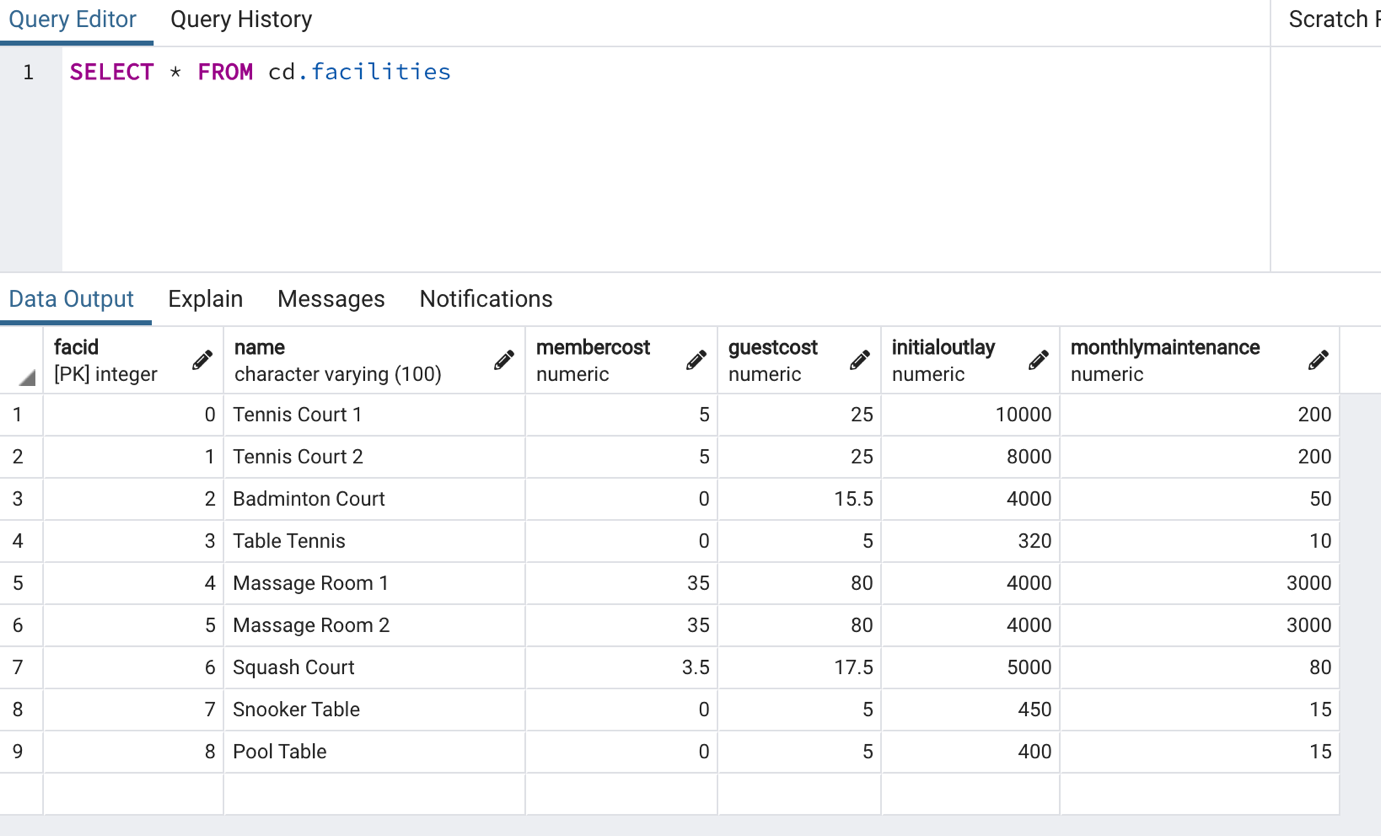 Query Editor Query History Scratch
1 SELECT * FROM cd.facilities
Data Output Explain Messages Notifications
facid name membercost guestcost initialoutlay monthlymaintenance
[PK] integer character varying (100) numeric numeric numeric numeric
1 0 Tennis Court 1 5 25 10000 200
2 1 Tennis Court 2 5 25 8000 200
3 2 Badminton Court 0 15.5 4000 50
4 3 Table Tennis 0 5 320 10
5 4 Massage Room 1 35 80 4000 3000
6 5 Massage Room 2 35 80 4000 3000
7 6 Squash Court 3.5 17.5 5000 80
8 7 Snooker Table 0 5 450 15
9 8 Pool Table 0 5 400 15